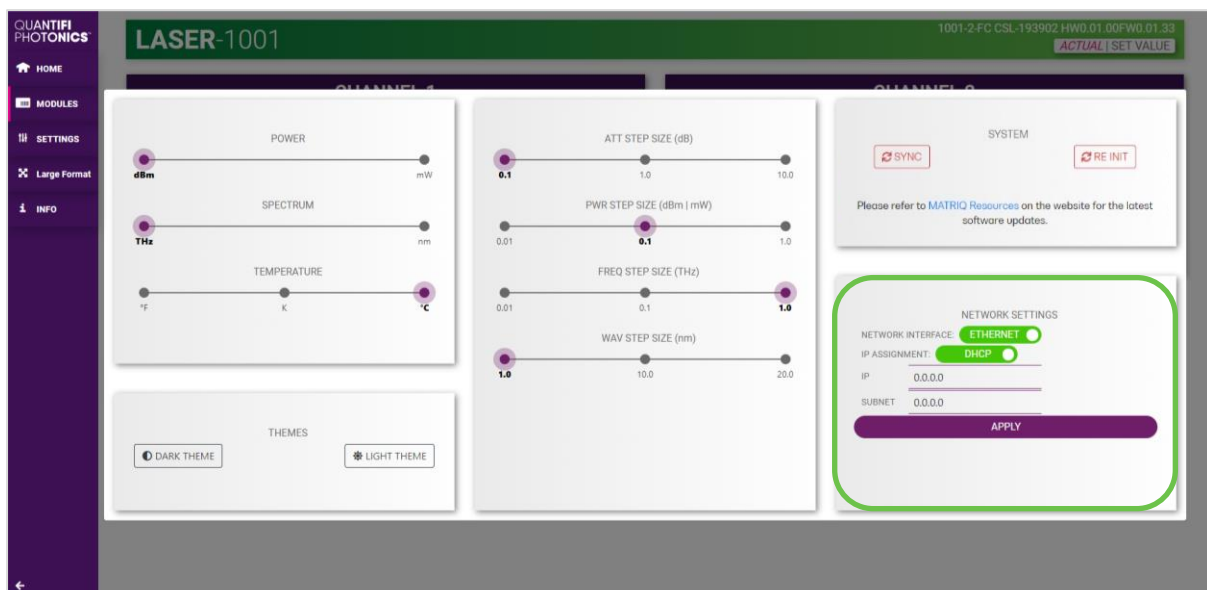 QUANTIFI
PHOTONICS
HOME
MODULES
SETTINGS
Large Format
INFO
LASER-1001
1001-2-FC CSL-193902 HW0.01.00FW0.01.33
ACTUAL | SET VALUE
CHANNEL 1
CHANNEL 2
POWER
dBm mW
SPECTRUM
THz nm
TEMPERATURE
°F K °C
THEMES
DARK THEME LIGHT THEME
ATT STEP SIZE (dB)
0.1 1.0 10.0
PWR STEP SIZE (dBm | mW)
0.01 0.1 1.0
FREQ STEP SIZE (THz)
0.01 0.1 1.0
WAV STEP SIZE (nm)
1.0 10.0 20.0
SYSTEM
SYNC RE INIT
Please refer to MATRIQ Resources on the website for the latest
software updates.
NETWORK SETTINGS
NETWORK INTERFACE: ETHERNET
IP ASSIGNMENT: DHCP
IP 0.0.0.0
SUBNET 0.0.0.0
APPLY